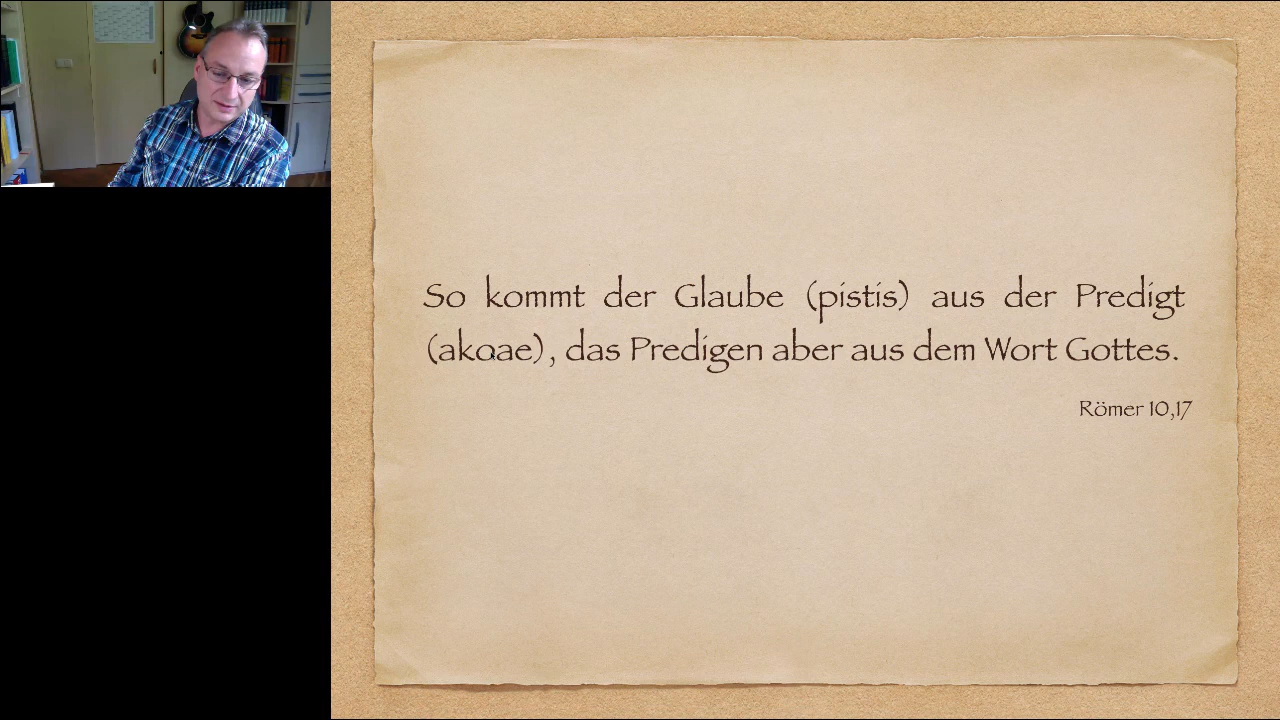 So kommt der Glaube (pistis) aus der Predigt
(akoae), das Predigen aber aus dem Wort Gottes.
Römer 10,17